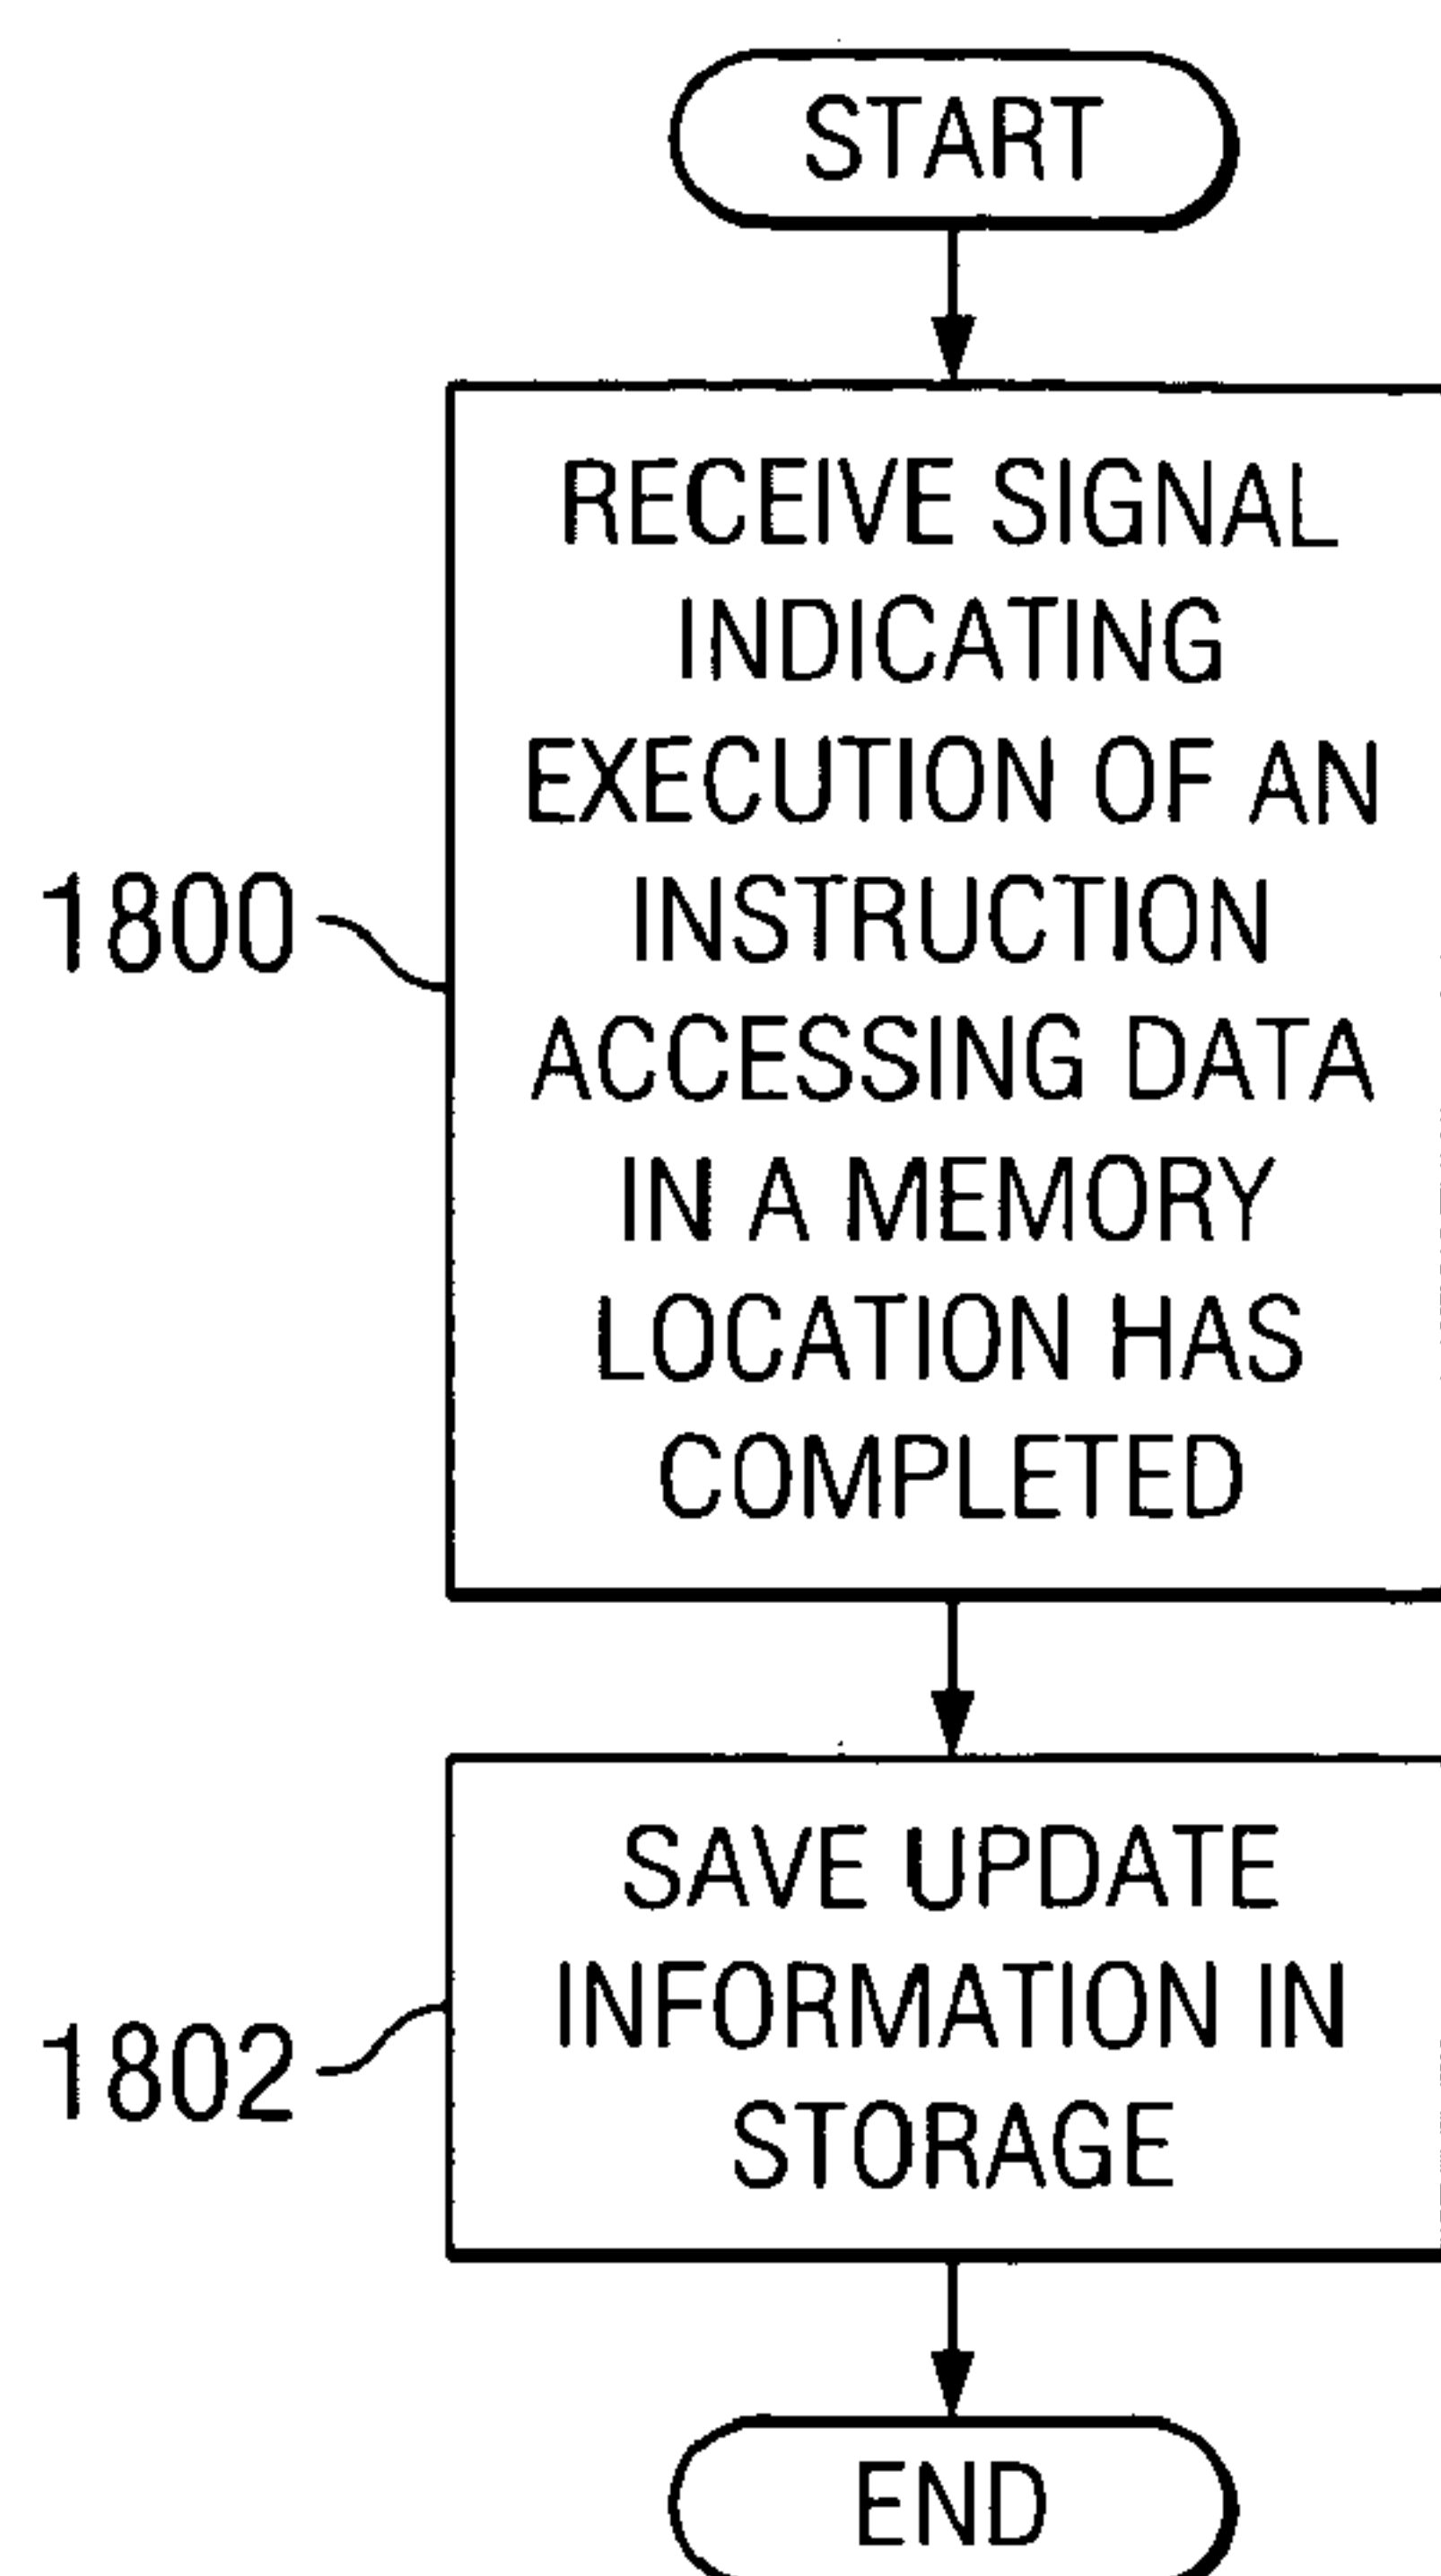 START
RECEIVE SIGNAL
INDICATING
EXECUTION OF AN
INSTRUCTION
ACCESSING DATA
IN A MEMORY
LOCATION HAS
COMPLETED
1800
SAVE UPDATE
INFORMATION IN
STORAGE
1802
END